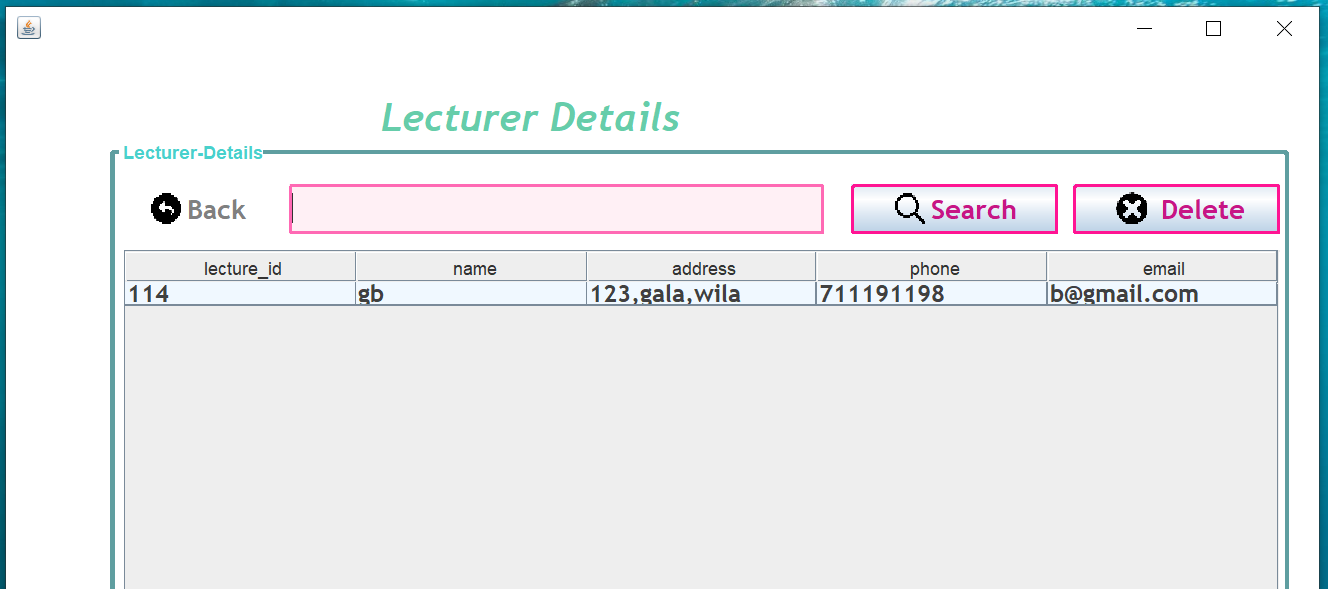 Lecturer Details
Lecturer-Details
Back Search Delete
lecture_id name address phone email
114 gb 123,gala,wila 711191198 b@gmail.com